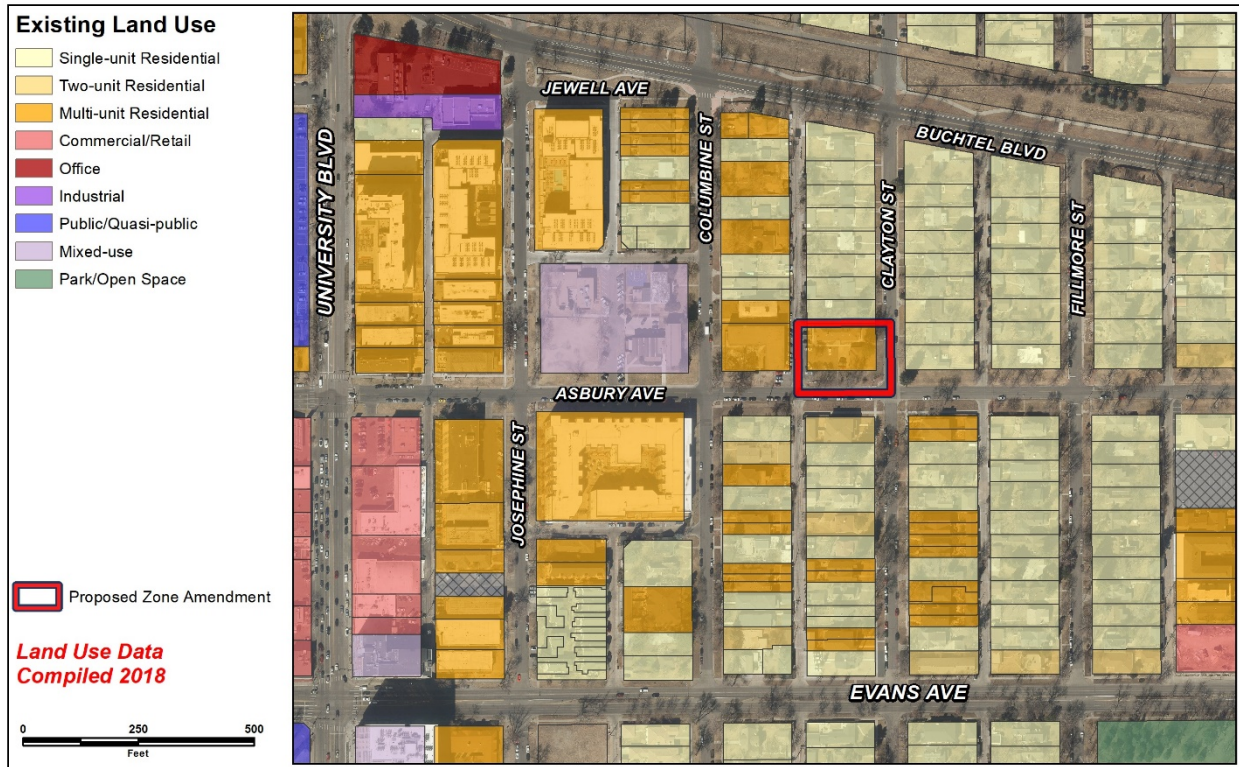 Existing Land Use
Single-unit Residential
Two-unit Residential
Multi-unit Residential
Commercial/Retail
Office
Industrial
Public/Quasi-public
Mixed-use
Park/Open Space
Proposed Zone Amendment
Land Use Data
Compiled 2018
0 250 500
Feet
JEWELL AVE
BUCHTEL BLVD
UNIVERSITY BLVD
COLUMBINE ST
CLAYTON ST
FILLMORE ST
ASBURY AVE
JOSEPHINE ST
EVANS AVE